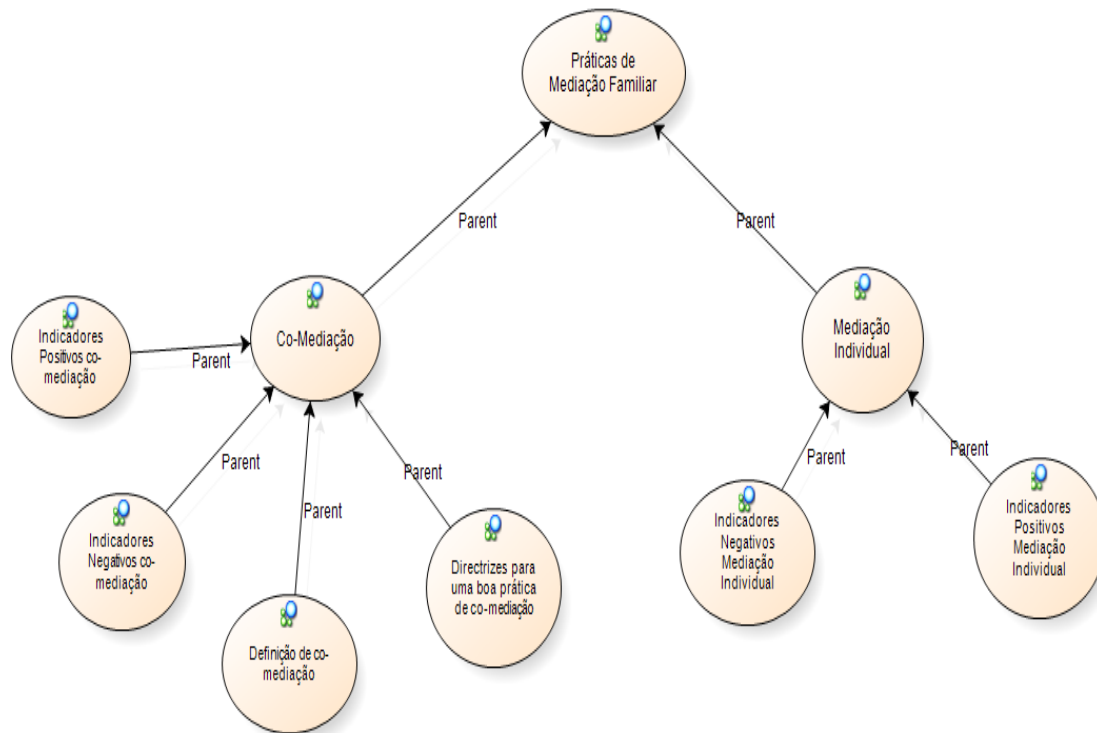 Práticas de
Mediação Familiar
Parent
Parent
Co-Mediação
Mediação
Individual
Indicadores
Positivos co-
mediação
Parent
Parent
Parent
Parent
Parent
Parent
Indicadores
Negativos co-
mediação
Definição de co-
mediação
Directrizes para
uma boa prática
de co-mediação
Indicadores
Negativos
Mediação
Individual
Indicadores
Positivos
Mediação
Individual